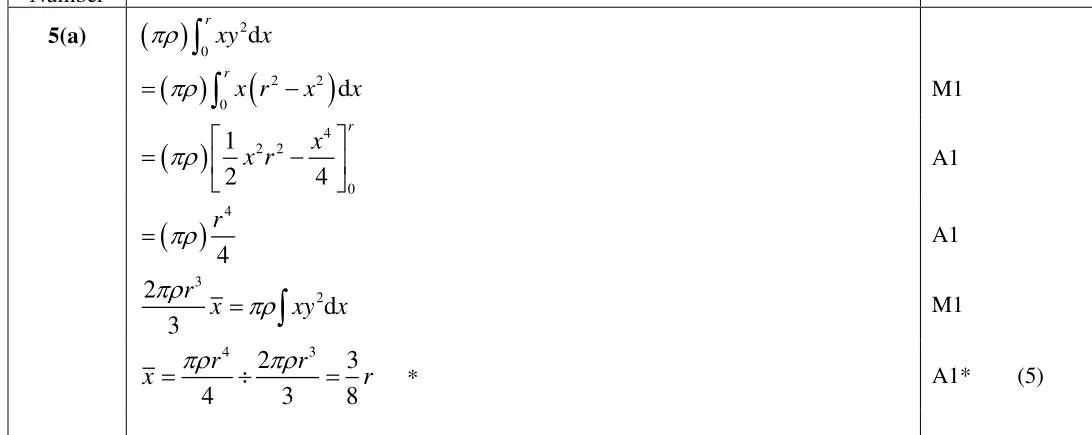 Number
5(a) (πρ)∫₀ʳ xy²dx
= (πρ)∫₀ʳ x(r² − x²)dx M1
= (πρ)[½x²r² − x⁴/4]₀ʳ A1
= (πρ) r⁴/4 A1
2πρr³/3 x̄ = πρ∫ xy²dx M1
x̄ = πρr⁴/4 ÷ 2πρr³/3 = 3/8 r * A1* (5)